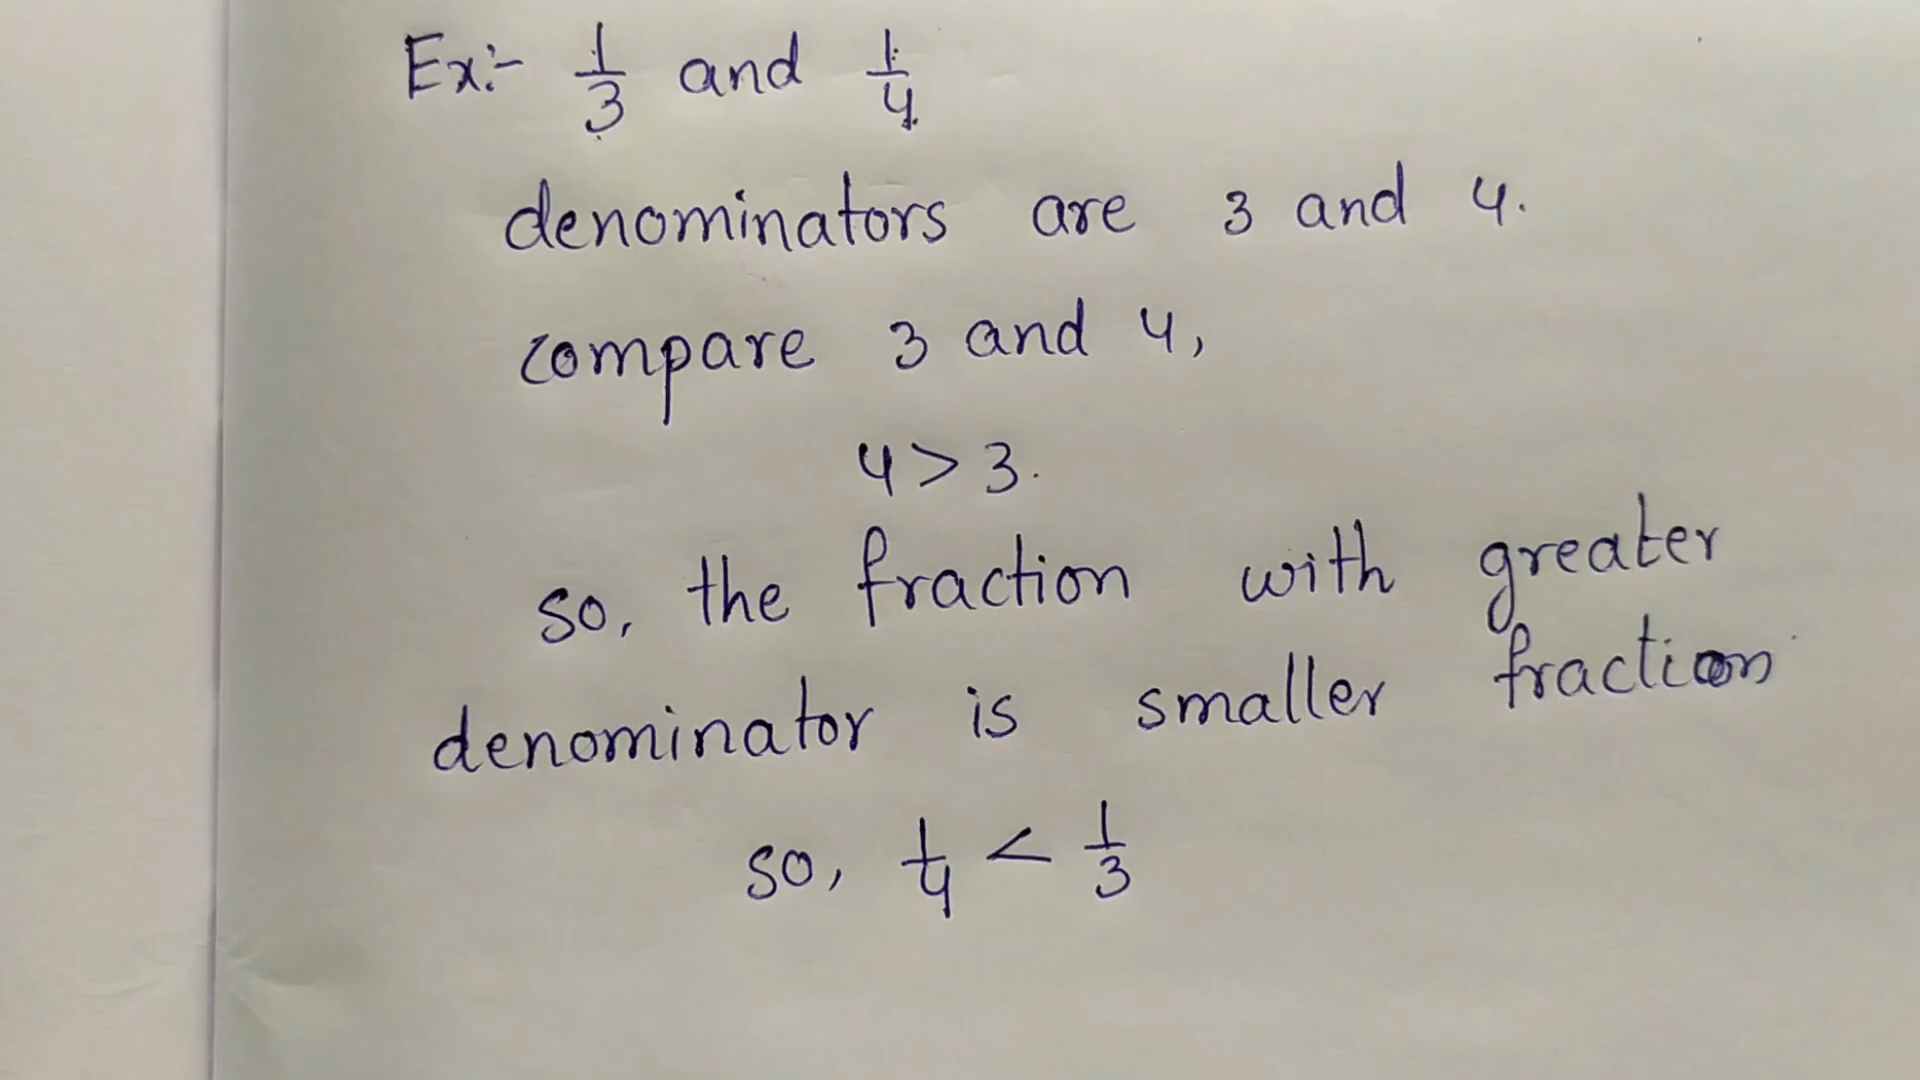 Ex:- 1/3 and 1/4
denominators are 3 and 4.
compare 3 and 4,
4 > 3.
so, the fraction with greater
denominator is smaller fraction
so, 1/4 < 1/3